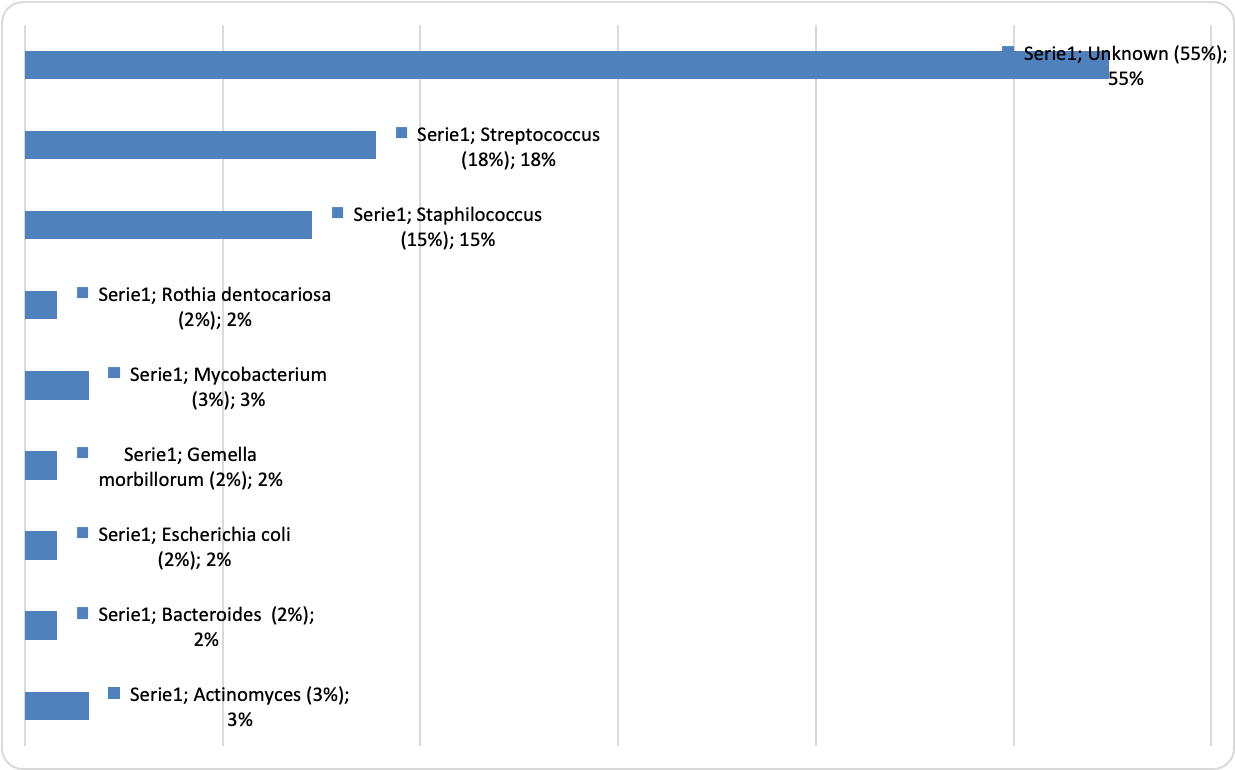 Serie1; Unknown (55%);
55%
Serie1; Streptococcus
(18%); 18%
Serie1; Staphilococcus
(15%); 15%
Serie1; Rothia dentocariosa
(2%); 2%
Serie1; Mycobacterium
(3%); 3%
Serie1; Gemella
morbillorum (2%); 2%
Serie1; Escherichia coli
(2%); 2%
Serie1; Bacteroides  (2%);
2%
Serie1; Actinomyces (3%);
3%